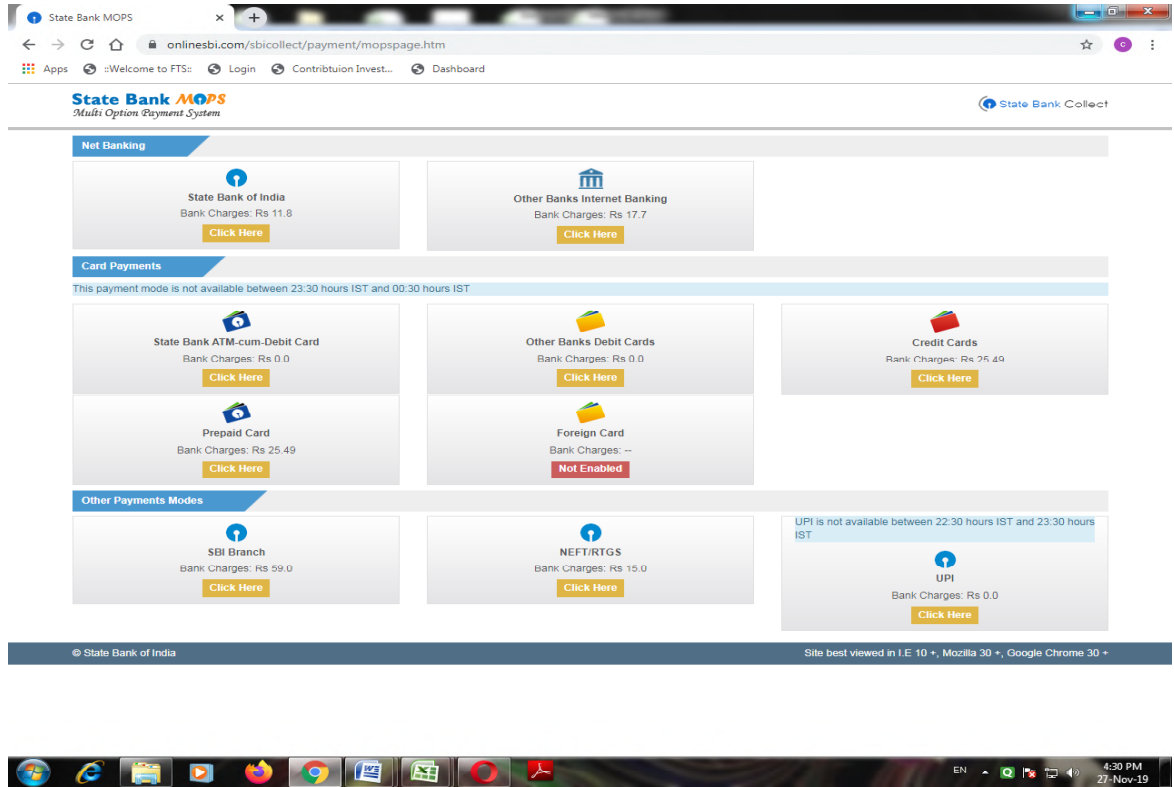 State Bank MOPS
onlinesbi.com/sbicollect/payment/mopspage.htm
C
Apps ::Welcome to FTS:: Login Contribtuion Invest... Dashboard
State Bank MOPS
Multi Option Payment System
State Bank Collect
Net Banking
State Bank of India
Bank Charges: Rs 11.8
Click Here
Other Banks Internet Banking
Bank Charges: Rs 17.7
Click Here
Card Payments
This payment mode is not available between 23:30 hours IST and 00:30 hours IST
State Bank ATM-cum-Debit Card
Bank Charges: Rs 0.0
Click Here
Other Banks Debit Cards
Bank Charges: Rs 0.0
Click Here
Credit Cards
Bank Charges: Rs 25.49
Click Here
Prepaid Card
Bank Charges: Rs 25.49
Click Here
Foreign Card
Bank Charges: --
Not Enabled
Other Payments Modes
SBI Branch
Bank Charges: Rs 59.0
Click Here
NEFT/RTGS
Bank Charges: Rs 15.0
Click Here
UPI is not available between 22:30 hours IST and 23:30 hours
IST
UPI
Bank Charges: Rs 0.0
Click Here
© State Bank of India
Site best viewed in I.E 10 +, Mozilla 30 +, Google Chrome 30 +
EN
4:30 PM
27-Nov-19